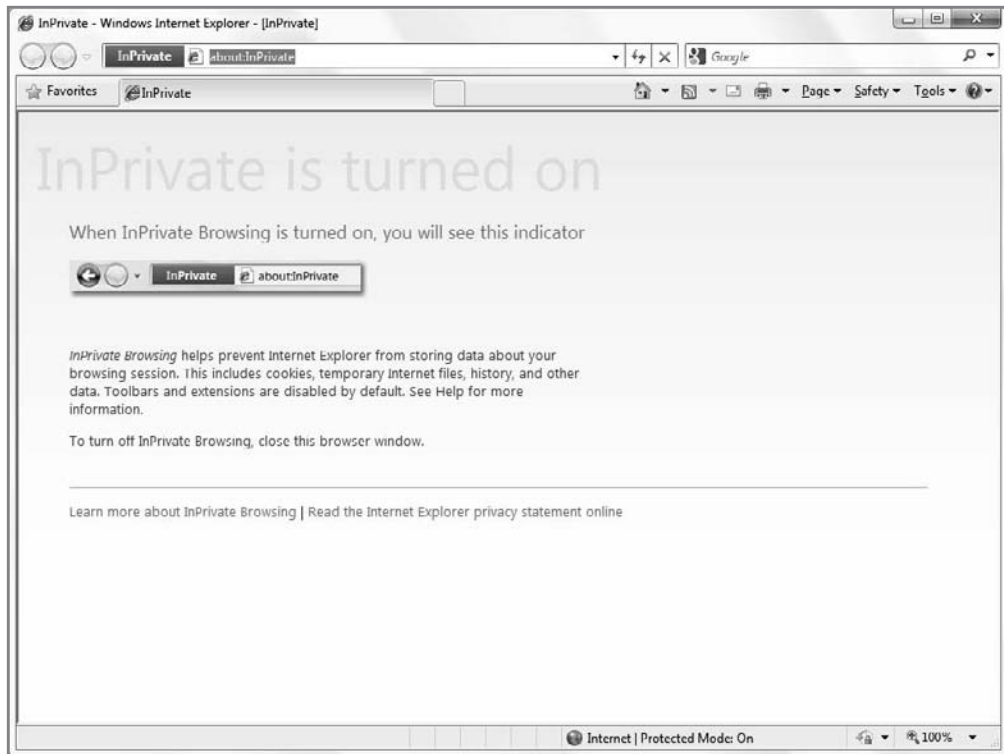 InPrivate - Windows Internet Explorer - [InPrivate]
InPrivate about:InPrivate
Google
Favorites
InPrivate
Page Safety Tools
InPrivate is turned on
When InPrivate Browsing is turned on, you will see this indicator
InPrivate about:InPrivate
InPrivate Browsing helps prevent Internet Explorer from storing data about your
browsing session. This includes cookies, temporary Internet files, history, and other
data. Toolbars and extensions are disabled by default. See Help for more
information.
To turn off InPrivate Browsing, close this browser window.
Learn more about InPrivate Browsing | Read the Internet Explorer privacy statement online
Internet | Protected Mode: On
100%